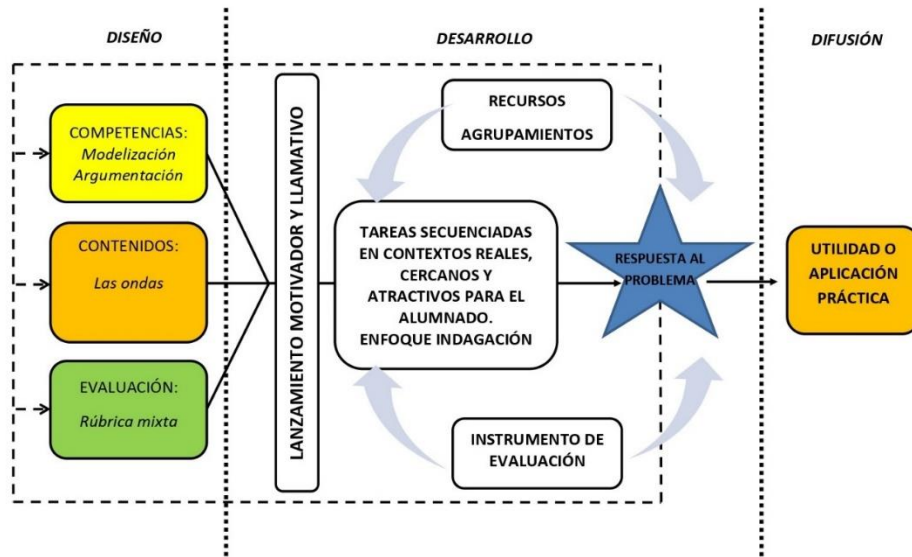 DISEÑO
DESARROLLO
DIFUSIÓN
COMPETENCIAS:
Modelización
Argumentación
CONTENIDOS:
Las ondas
EVALUACIÓN:
Rúbrica mixta
LANZAMIENTO MOTIVADOR Y LLAMATIVO
RECURSOS
AGRUPAMIENTOS
TAREAS SECUENCIADAS
EN CONTEXTOS REALES,
CERCANOS Y
ATRACTIVOS PARA EL
ALUMNADO.
ENFOQUE INDAGACIÓN
INSTRUMENTO DE
EVALUACIÓN
RESPUESTA AL
PROBLEMA
UTILIDAD O
APLICACIÓN
PRÁCTICA